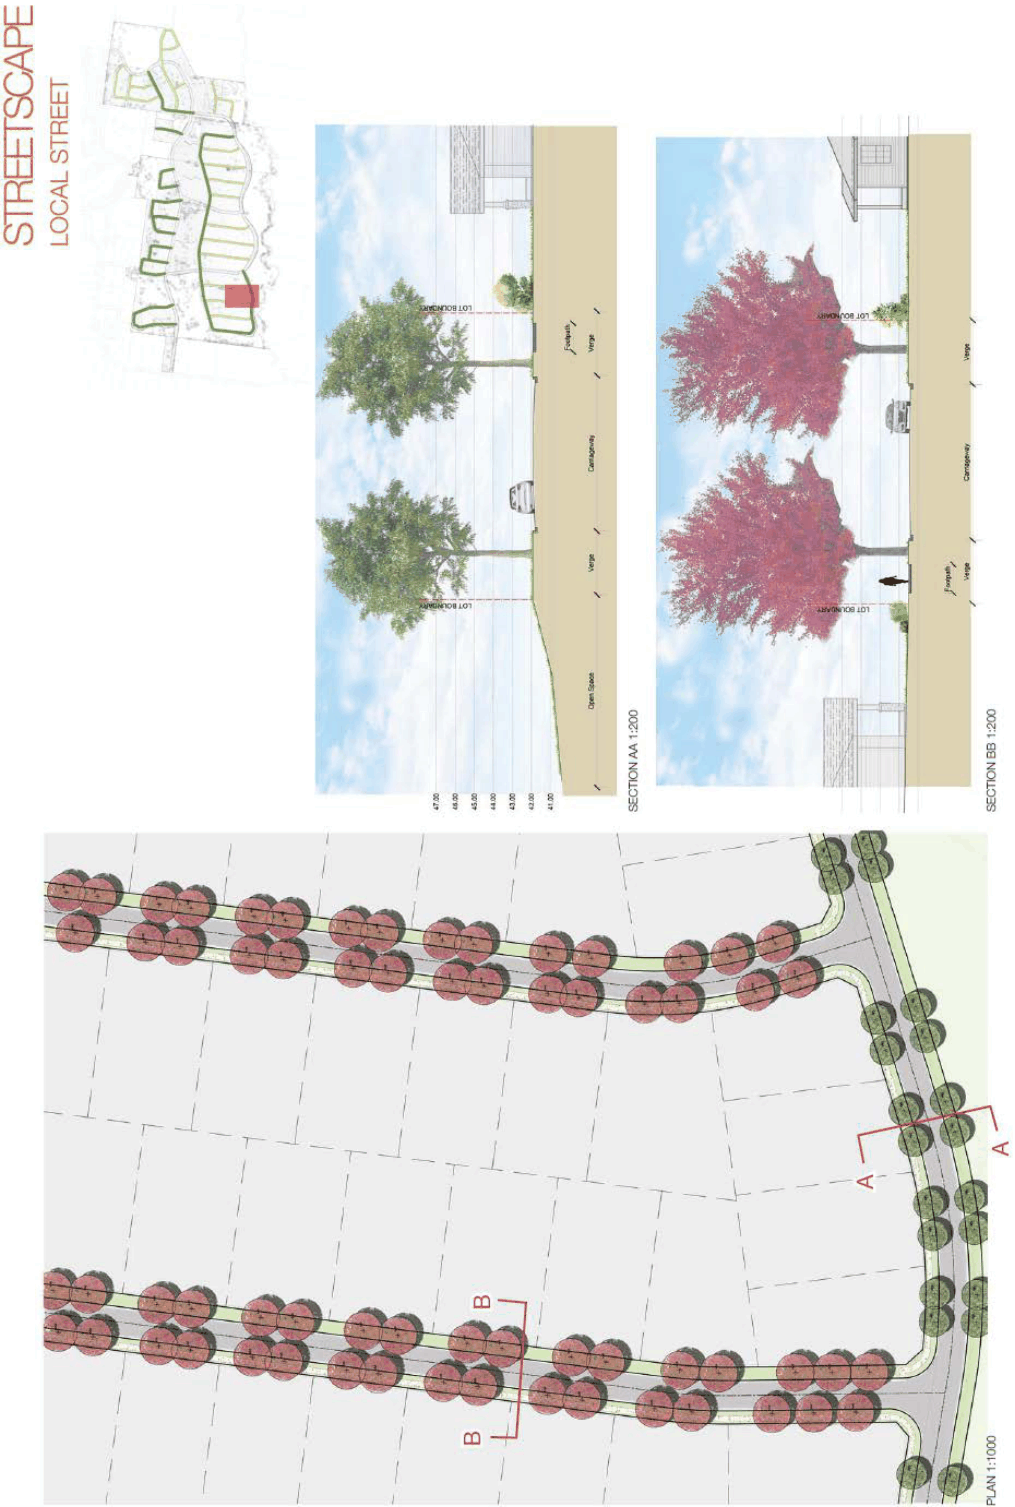 STREETSCAPE
LOCAL STREET
LOT BOUNDARY
LOT BOUNDARY
47.00
46.00
45.00
44.00
43.00
42.00
41.00
Open Space
Verge
Carriageway
Verge
Footpath
SECTION AA 1:200
LOT BOUNDARY
LOT BOUNDARY
Footpath
Verge
Carriageway
Verge
SECTION BB 1:200
A
A
B
B
PLAN 1:1000